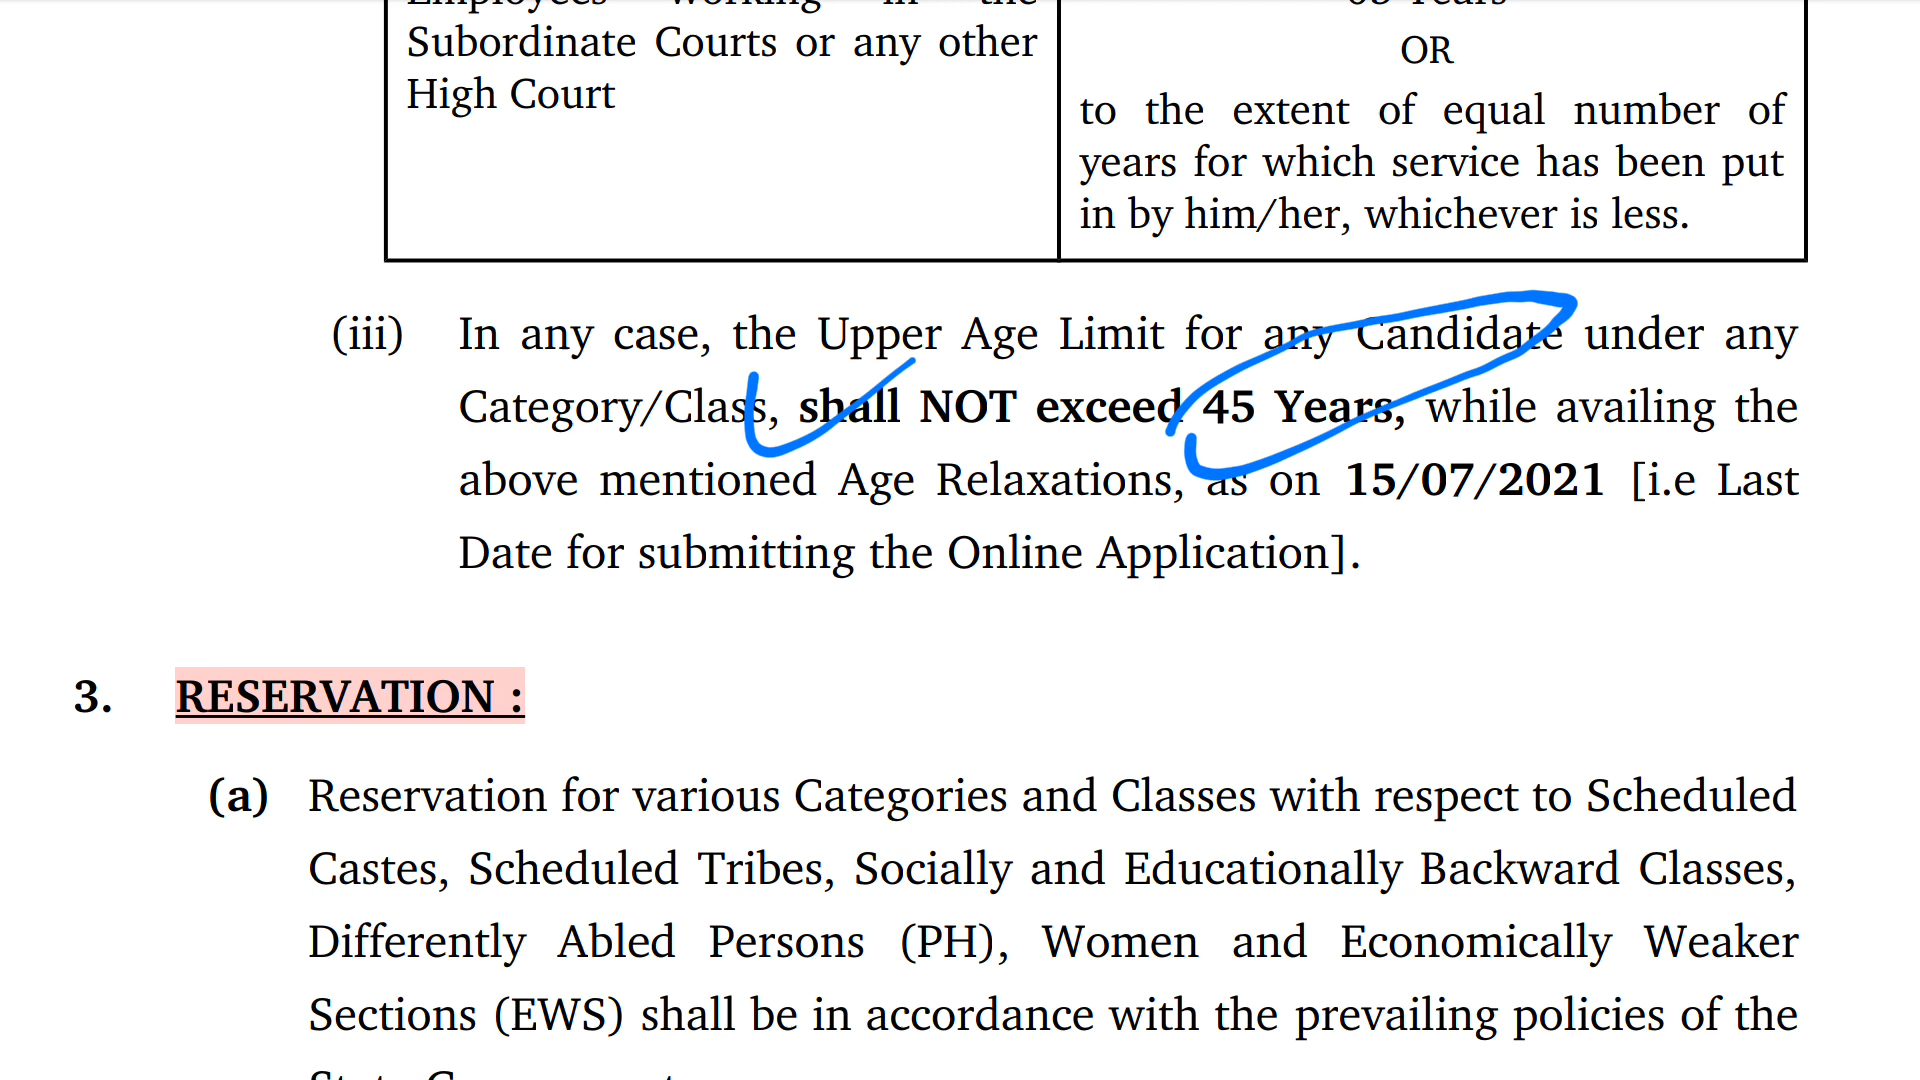 Subordinate Courts or any other
High Court
OR
to the extent of equal number of
years for which service has been put
in by him/her, whichever is less.
(iii) In any case, the Upper Age Limit for any Candidate under any
Category/Class, shall NOT exceed 45 Years, while availing the
above mentioned Age Relaxations, as on 15/07/2021 [i.e Last
Date for submitting the Online Application].
3. RESERVATION :
(a) Reservation for various Categories and Classes with respect to Scheduled
Castes, Scheduled Tribes, Socially and Educationally Backward Classes,
Differently Abled Persons (PH), Women and Economically Weaker
Sections (EWS) shall be in accordance with the prevailing policies of the